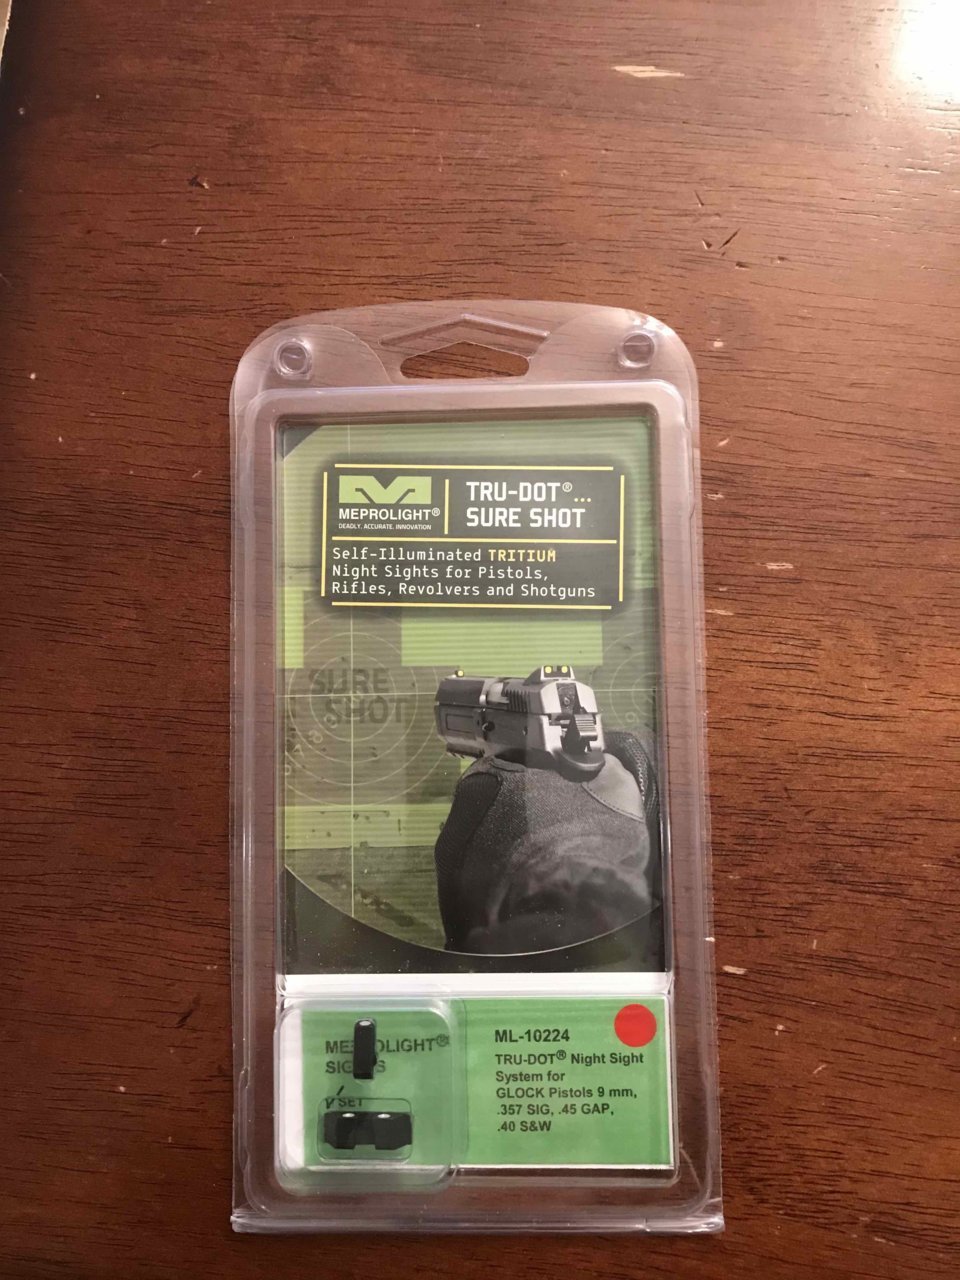 MEPROLIGHT®
DEADLY. ACCURATE. INNOVATION
TRU-DOT®...
SURE SHOT
Self-Illuminated TRITIUM
Night Sights for Pistols,
Rifles, Revolvers and Shotguns
SURE
SHOT
ML-10224
TRU-DOT® Night Sight
System for
GLOCK Pistols 9 mm,
.357 SIG, .45 GAP,
.40 S&W
SET